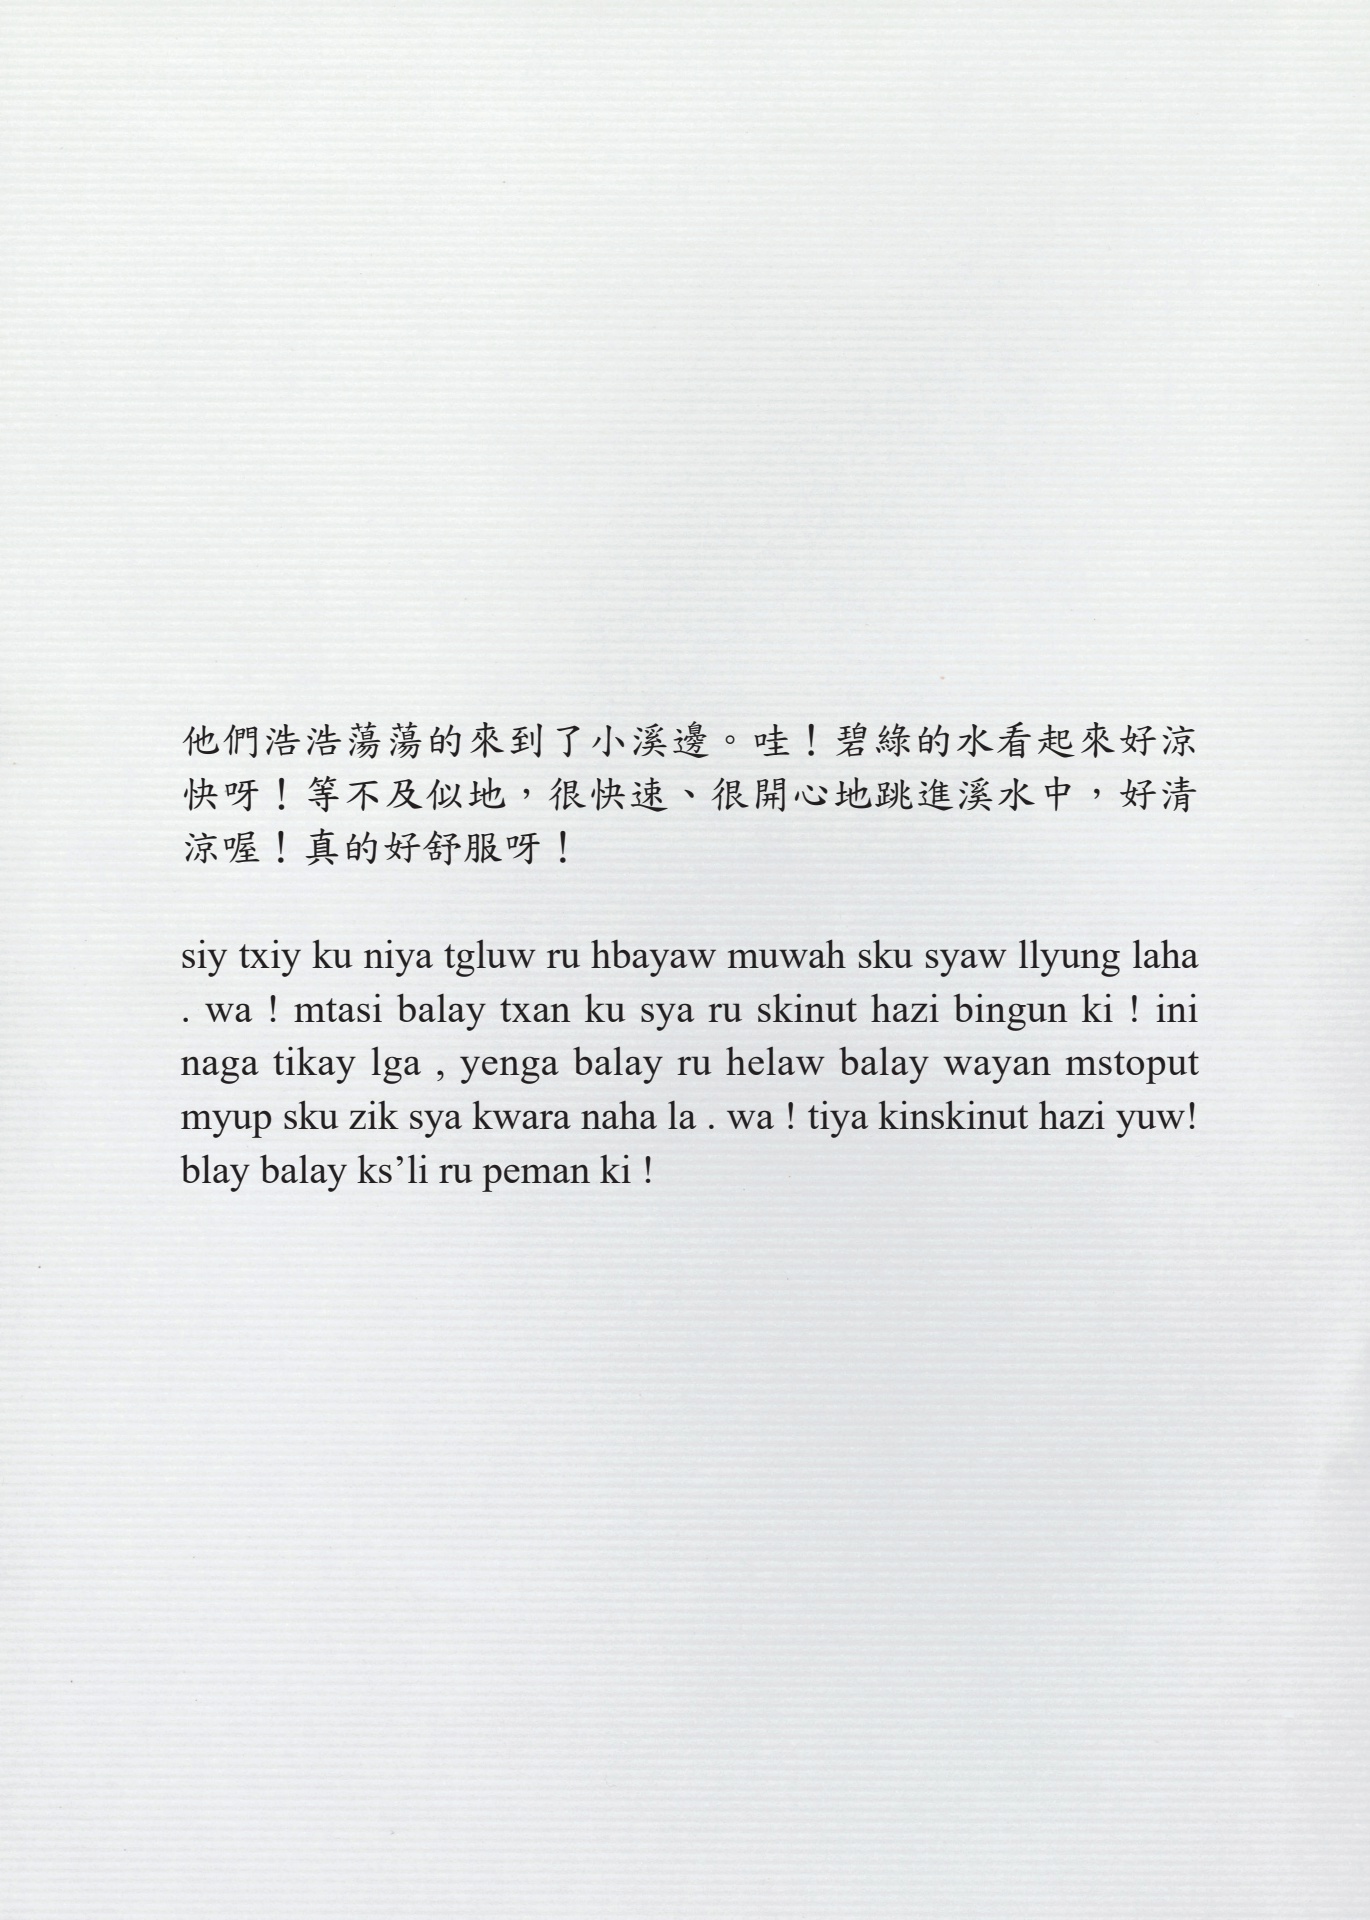 他們浩浩蕩蕩的來到了小溪邊。哇！碧綠的水看起來好涼
快呀！等不及似地，很快速、很開心地跳進溪水中，好清
涼喔！真的好舒服呀！
siy txiy ku niya tgluw ru hbayaw muwah sku syaw llyung laha
. wa ! mtasi balay txan ku sya ru skinut hazi bingun ki ! ini
naga tikay lga , yenga balay ru helaw balay wayan mstoput
myup sku zik sya kwara naha la . wa ! tiya kinskinut hazi yuw!
blay balay ks’li ru peman ki !